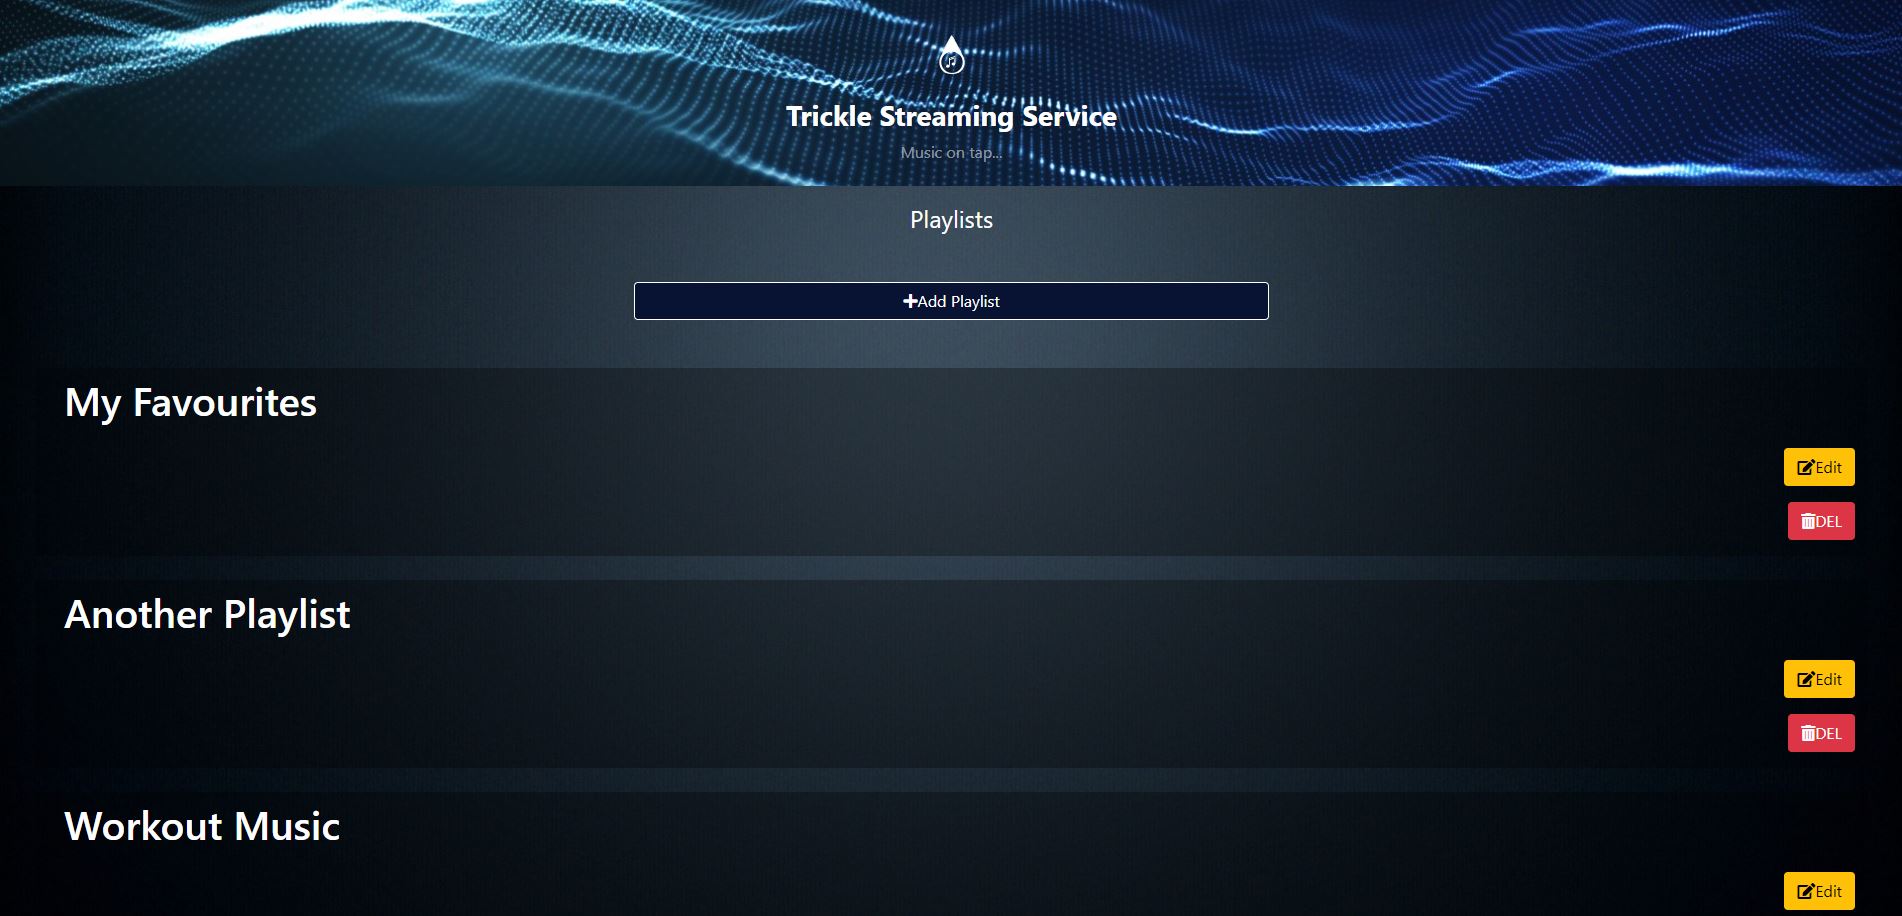 Trickle Streaming Service
Music on tap...
Playlists
Add Playlist
My Favourites
Edit
DEL
Another Playlist
Edit
DEL
Workout Music
Edit